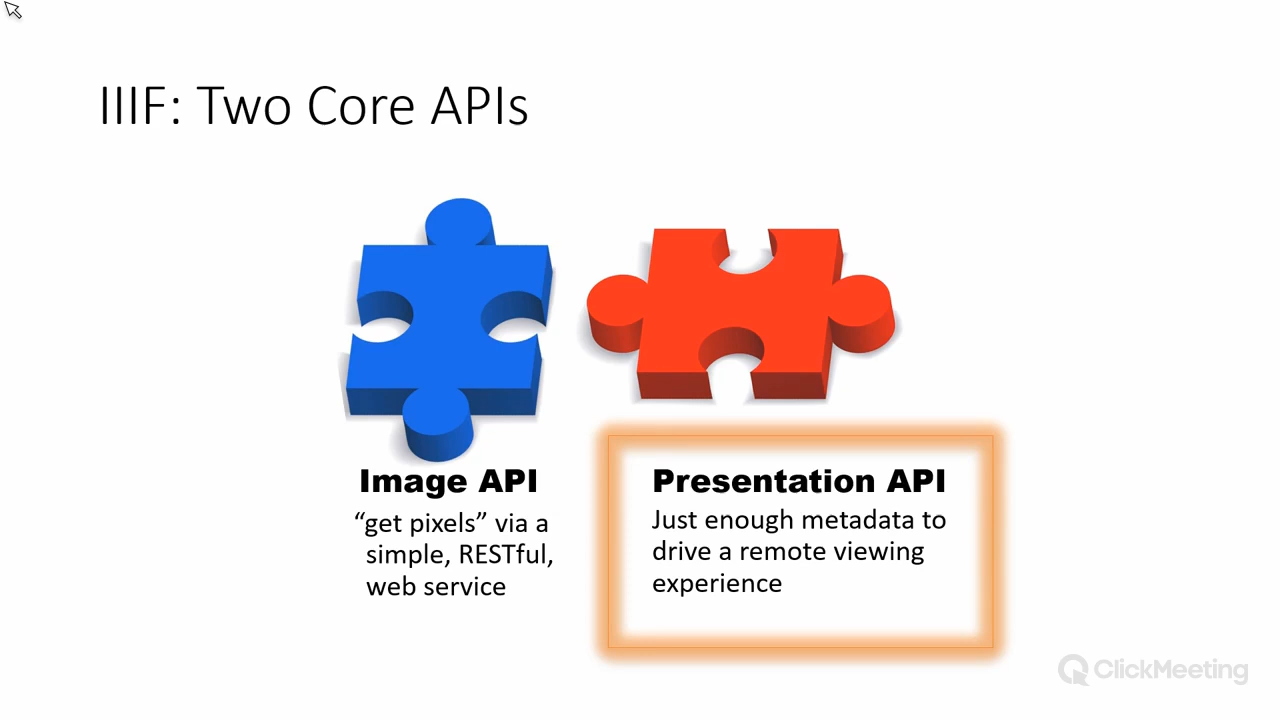 IIIF: Two Core APIs
Image API
“get pixels” via a
simple, RESTful,
web service
Presentation API
Just enough metadata to
drive a remote viewing
experience
ClickMeeting